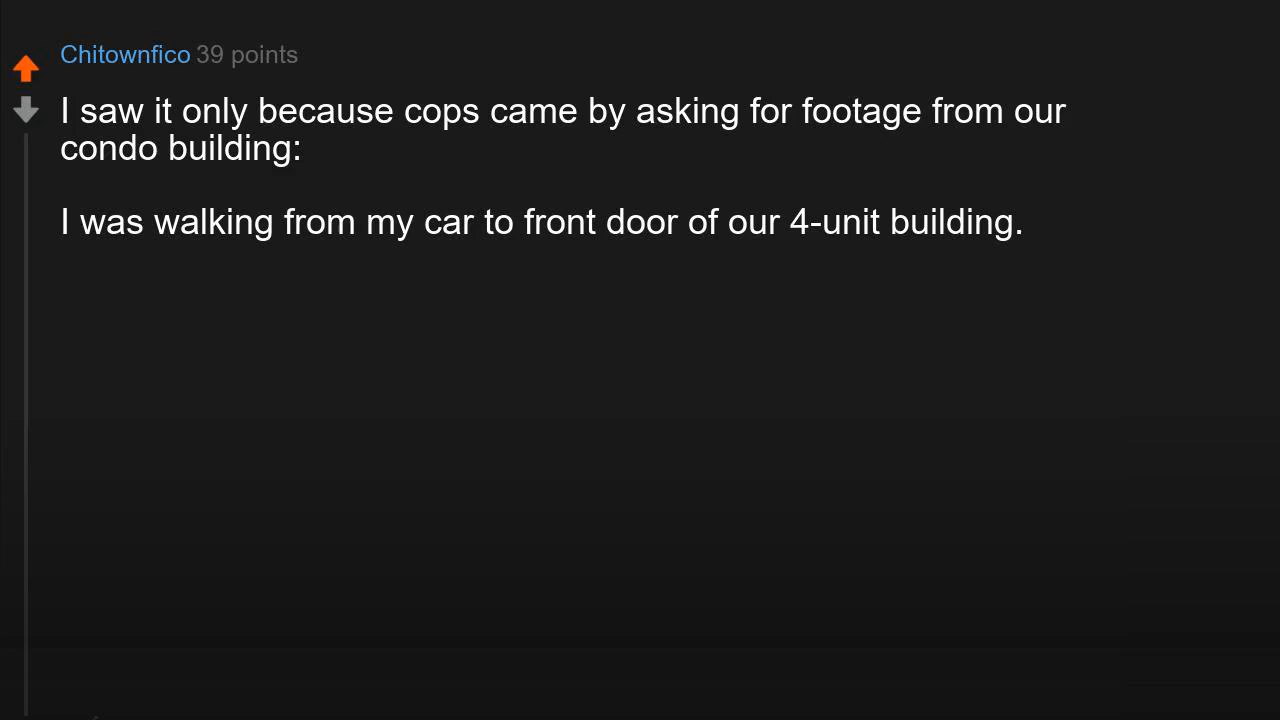 Chitownfico 39 points
I saw it only because cops came by asking for footage from our
condo building:
I was walking from my car to front door of our 4-unit building.